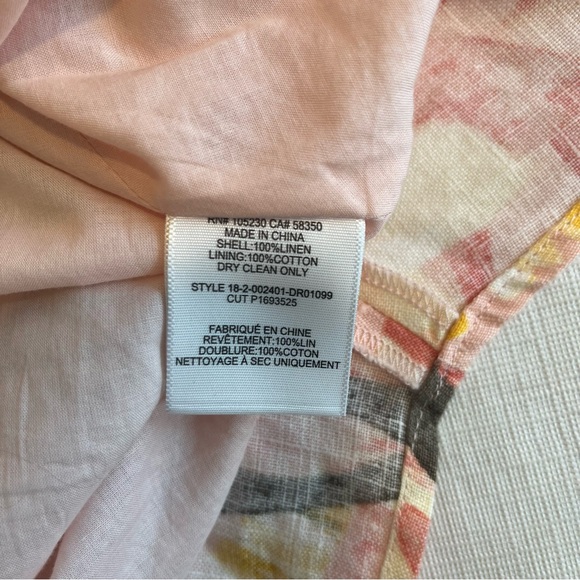 RN# 105230 CA# 58350
MADE IN CHINA
SHELL:100%LINEN
LINING:100%COTTON
DRY CLEAN ONLY
STYLE 18-2-002401-DR01099
CUT P1693525
FABRIQUÉ EN CHINE
REVÊTEMENT:100%LIN
DOUBLURE:100%COTON
NETTOYAGE À SEC UNIQUEMENT